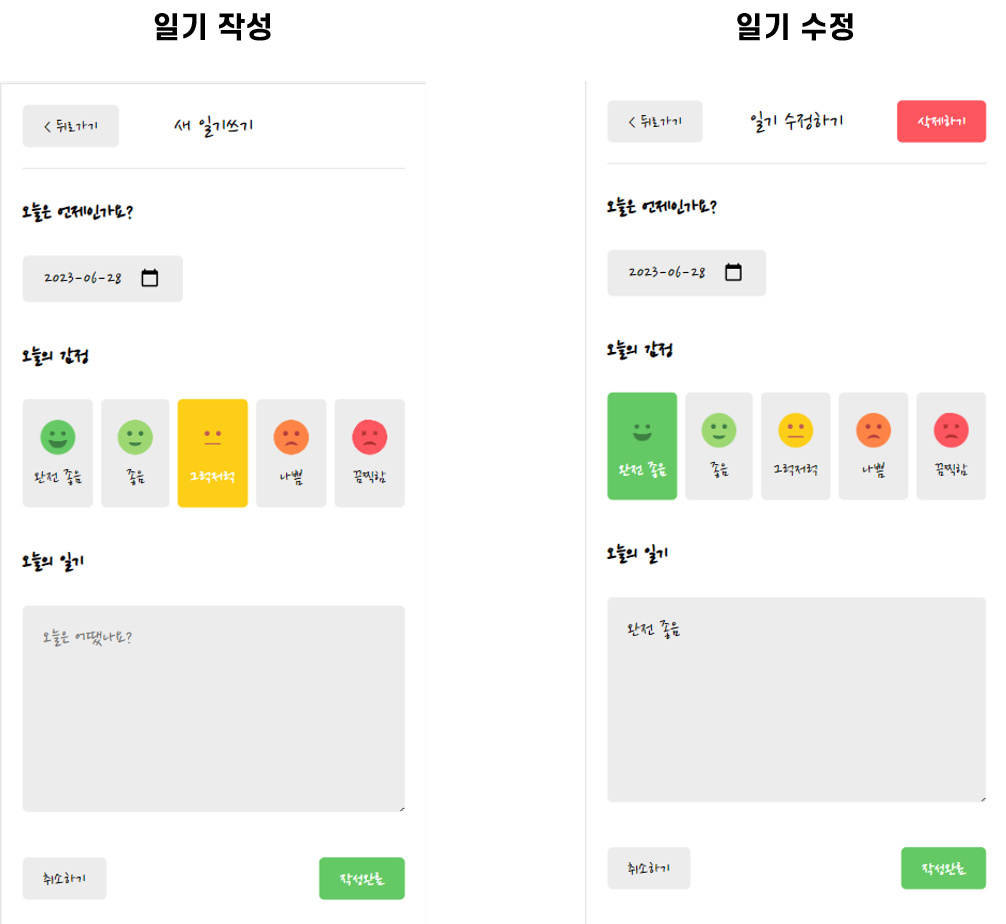 일기 작성
< 뒤로가기 새 일기쓰기
오늘은 언제인가요?
2023-06-28
오늘의 감정
완전 좋음 좋음 그럭저럭 나쁨 끔찍함
오늘의 일기
오늘은 어땠나요?
취소하기 작성완료
일기 수정
< 뒤로가기 일기 수정하기 삭제하기
오늘은 언제인가요?
2023-06-28
오늘의 감정
완전 좋음 좋음 그럭저럭 나쁨 끔찍함
오늘의 일기
완전 좋음
취소하기 작성완료